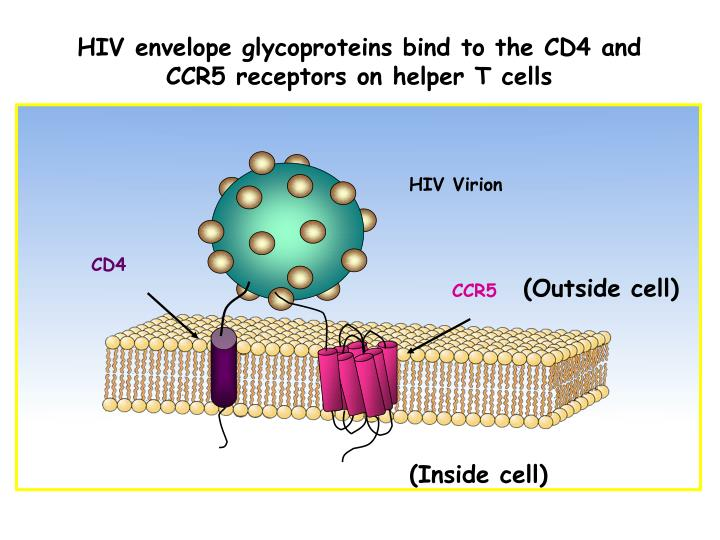 HIV envelope glycoproteins bind to the CD4 and
CCR5 receptors on helper T cells
HIV Virion
CD4
CCR5
(Outside cell)
(Inside cell)